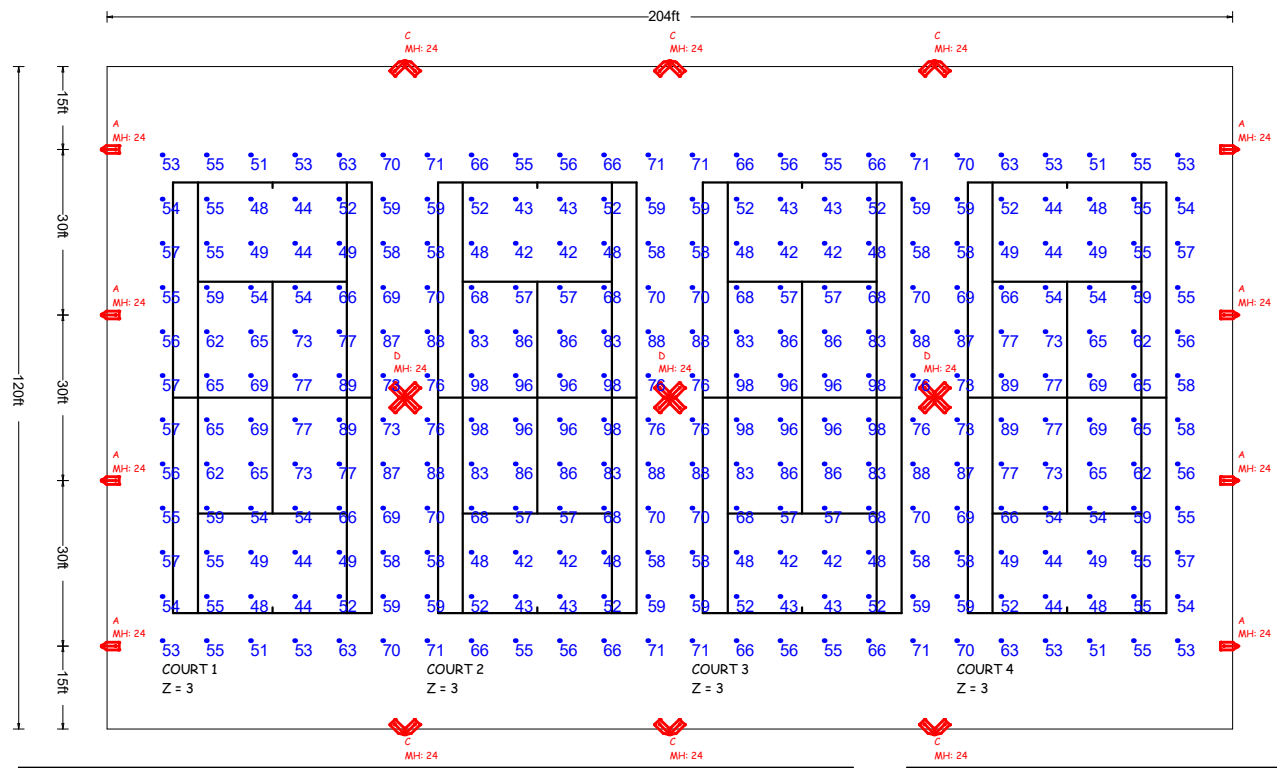 204ft
C C C
MH: 24 MH: 24 MH: 24
15ft
A A
MH: 24 MH: 24
53 55 51 53 63 70 71 66 55 56 66 71 71 66 56 55 66 71 70 63 53 51 55 53
54 55 48 44 52 59 59 52 43 43 52 59 59 52 43 43 52 59 59 52 44 48 55 54
30ft
57 55 49 44 49 58 58 48 42 42 48 58 58 48 42 42 48 58 58 49 44 49 55 57
A A
MH: 24 MH: 24
55 59 54 54 66 69 70 68 57 57 68 70 70 68 57 57 68 70 69 66 54 54 59 55
56 62 65 73 77 87 88 83 86 86 83 88 88 83 86 86 83 88 87 77 73 65 62 56
D D D
MH: 24 MH: 24 MH: 24
120ft
30ft
57 65 69 77 89 73 76 98 96 96 98 76 76 98 96 96 98 76 73 89 77 69 65 58
57 65 69 77 89 73 76 98 96 96 98 76 76 98 96 96 98 76 73 89 77 69 65 58
A A
MH: 24 MH: 24
56 62 65 73 77 87 88 83 86 86 83 88 88 83 86 86 83 88 87 77 73 65 62 56
55 59 54 54 66 69 70 68 57 57 68 70 70 68 57 57 68 70 69 66 54 54 59 55
30ft
57 55 49 44 49 58 58 48 42 42 48 58 58 48 42 42 48 58 58 49 44 49 55 57
54 55 48 44 52 59 59 52 43 43 52 59 59 52 43 43 52 59 59 52 44 48 55 54
A A
MH: 24 MH: 24
53 55 51 53 63 70 71 66 55 56 66 71 71 66 56 55 66 71 70 63 53 51 55 53
COURT 1 COURT 2 COURT 3 COURT 4
Z = 3 Z = 3 Z = 3 Z = 3
15ft
C C C
MH: 24 MH: 24 MH: 24